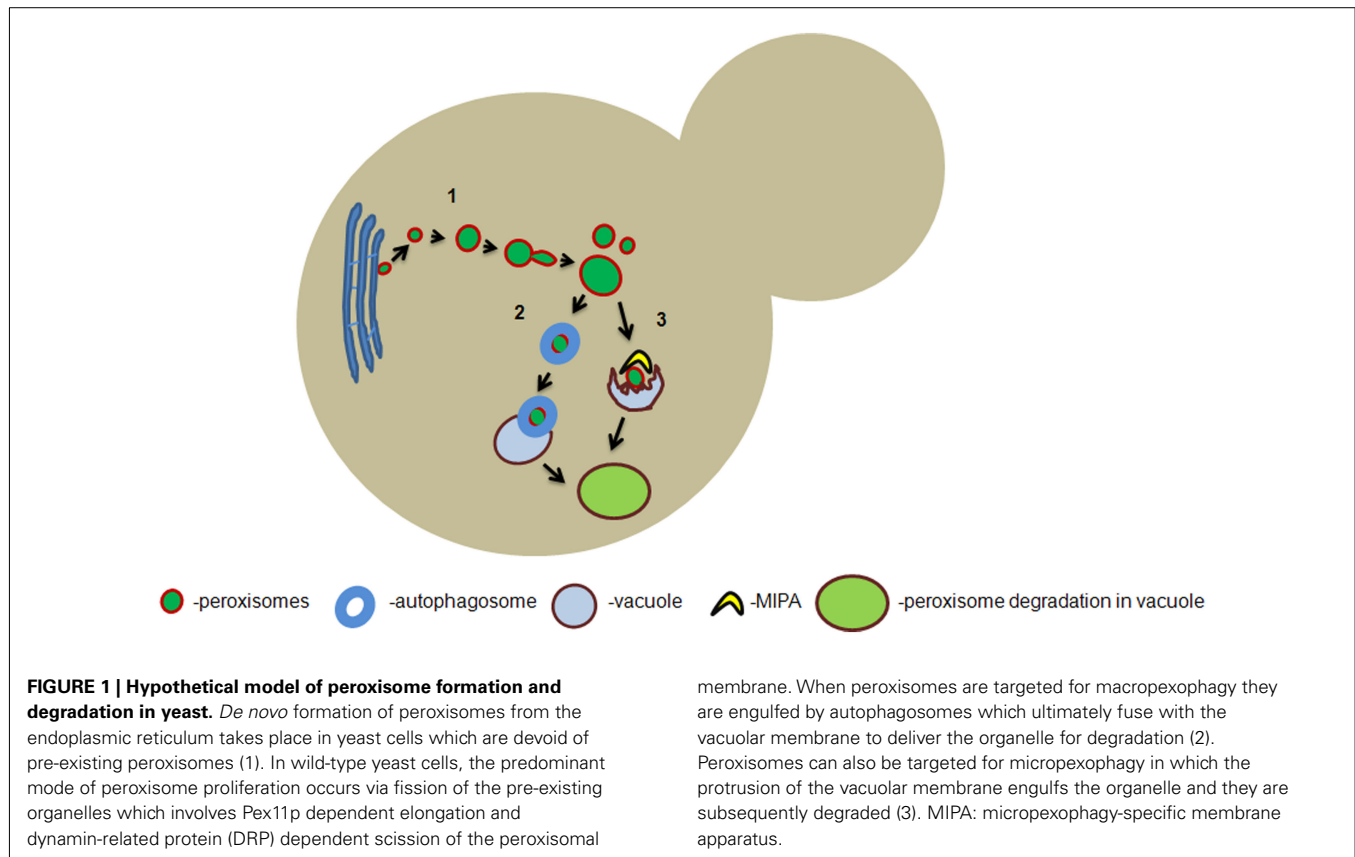 1
2
3
-peroxisomes
-autophagosome
-vacuole
-MIPA
-peroxisome degradation in vacuole
FIGURE 1 | Hypothetical model of peroxisome formation and
degradation in yeast. De novo formation of peroxisomes from the
endoplasmic reticulum takes place in yeast cells which are devoid of
pre-existing peroxisomes (1). In wild-type yeast cells, the predominant
mode of peroxisome proliferation occurs via fission of the pre-existing
organelles which involves Pex11p dependent elongation and
dynamin-related protein (DRP) dependent scission of the peroxisomal
membrane. When peroxisomes are targeted for macropexophagy they
are engulfed by autophagosomes which ultimately fuse with the
vacuolar membrane to deliver the organelle for degradation (2).
Peroxisomes can also be targeted for micropexophagy in which the
protrusion of the vacuolar membrane engulfs the organelle and they are
subsequently degraded (3). MIPA: micropexophagy-specific membrane
apparatus.